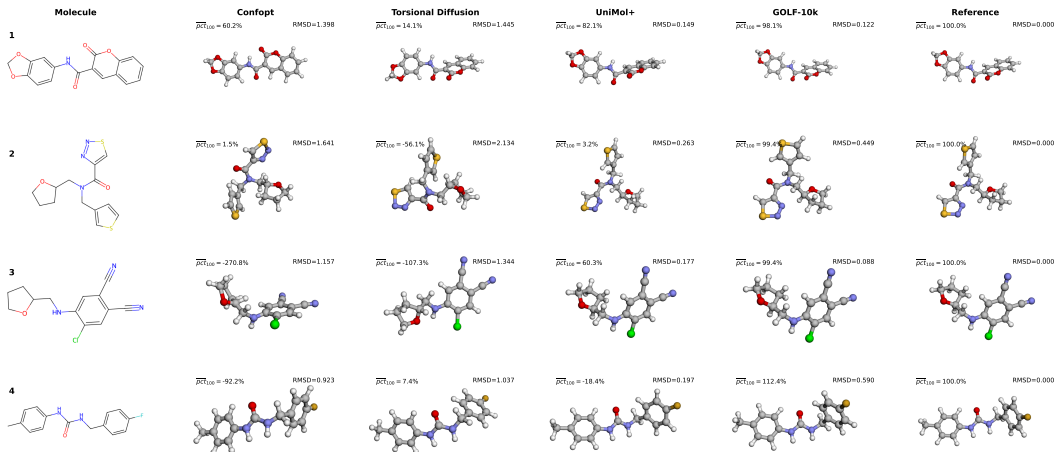 Molecule Confopt Torsional Diffusion UniMol+ GOLF-10k Reference
pct100 = 60.2% RMSD=1.398 pct100 = 14.1% RMSD=1.445 pct100 = 82.1% RMSD=0.149 pct100 = 98.1% RMSD=0.122 pct100 = 100.0% RMSD=0.000
1
O
O O
O NH
O
pct100 = 1.5% RMSD=1.641 pct100 = -56.1% RMSD=2.134 pct100 = 3.2% RMSD=0.263 pct100 = 99.4% RMSD=0.449 pct100 = 100.0% RMSD=0.000
2
N S
N
O
N O
S
pct100 = -270.8% RMSD=1.157 pct100 = -107.3% RMSD=1.344 pct100 = 60.3% RMSD=0.177 pct100 = 99.4% RMSD=0.088 pct100 = 100.0% RMSD=0.000
3
N
N
O HN
Cl
pct100 = -92.2% RMSD=0.923 pct100 = 7.4% RMSD=1.037 pct100 = -18.4% RMSD=0.197 pct100 = 112.4% RMSD=0.590 pct100 = 100.0% RMSD=0.000
4
H
N NH F
O